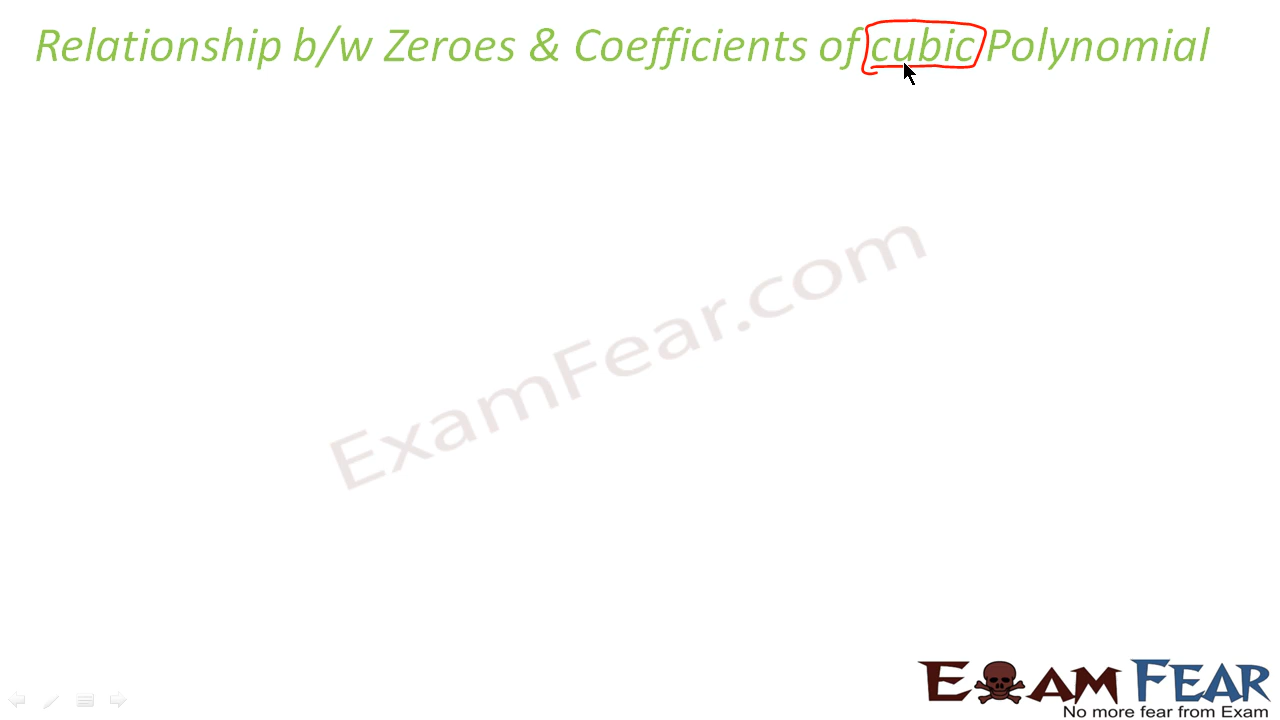 Relationship b/w Zeroes & Coefficients of cubic Polynomial
ExamFear.com
EXAM FEAR
No more fear from Exam